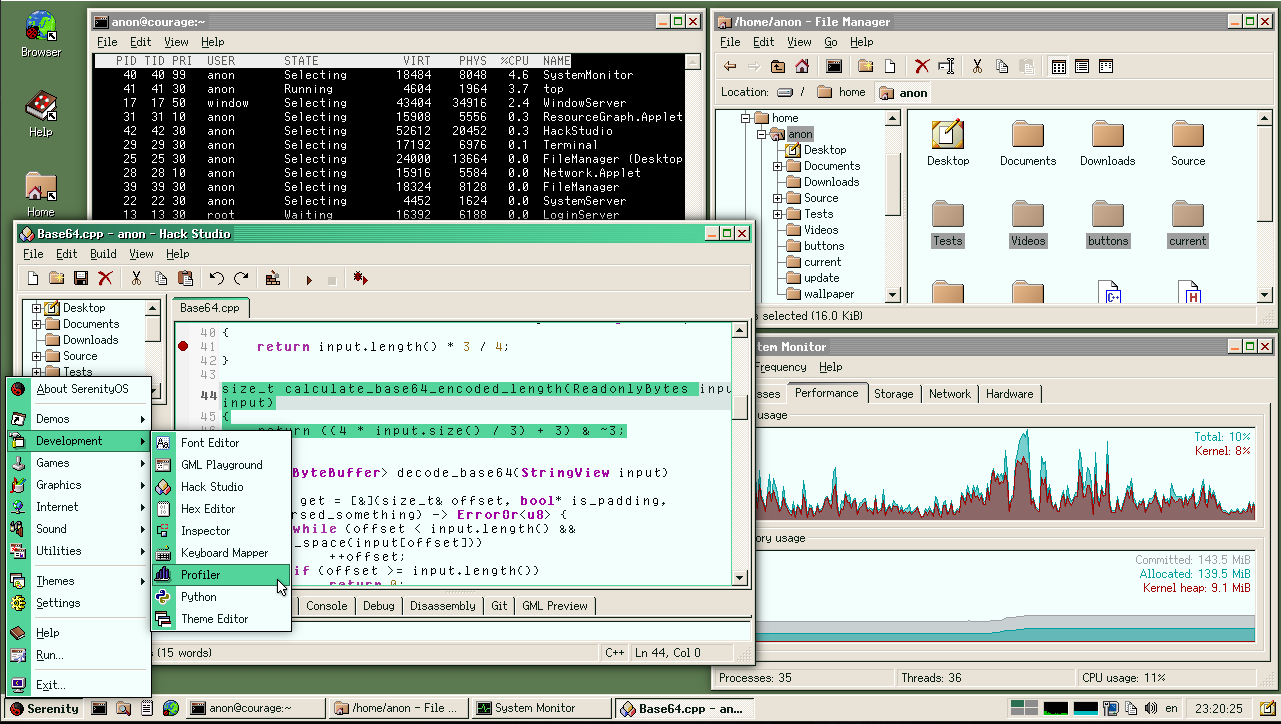 Browser
Help
Home
anon@courage:~
File Edit View Help
PID TID PRI USER STATE VIRT PHYS %CPU NAME
40 40 99 anon Selecting 18484 8048 4.6 SystemMonitor
41 41 30 anon Running 4604 1964 3.7 top
17 17 50 window Selecting 43404 34916 2.4 WindowServer
31 31 10 anon Selecting 15908 5556 0.3 ResourceGraph.Applet
42 42 30 anon Selecting 52612 20452 0.3 HackStudio
29 29 30 anon Selecting 17192 6976 0.1 Terminal
25 25 30 anon Selecting 24000 13664 0.0 FileManager (Desktop
28 28 10 anon Selecting 15916 5584 0.0 Network.Applet
39 39 30 anon Selecting 18324 8128 0.0 FileManager
22 22 30 anon Selecting 4452 1624 0.0 SystemServer
13 13 30 root Waiting 16392 6188 0.0 LoginServer
/home/anon - File Manager
File Edit View Go Help
Location: / home anon
home
anon
Desktop
Documents
Downloads
Source
Tests
Videos
buttons
current
update
wallpaper
Desktop Documents Downloads Source
Tests Videos buttons current
C++ H
s selected (16.0 KiB)
Base64.cpp - anon - Hack Studio
File Edit Build View Help
Desktop
Documents
Downloads
Source
Tests
Base64.cpp
40 {
41 return input.length() * 3 / 4;
42 }
43
44 size_t calculate_base64_encoded_length(ReadonlyBytes inpu
input)
45 {
46 return ((4 * input.size() / 3) + 3) & ~3;
ByteBuffer> decode_base64(StringView input)
get = [&](size_t& offset, bool* is_padding,
rsed_something) -> ErrorOr<u8> {
while (offset < input.length() &&
_space(input[offset]))
++offset;
if (offset >= input.length())
return 0;
Console Debug Disassembly Git GML Preview
(15 words) C++ Ln 44, Col 0
tem Monitor
Frequency Help
sses Performance Storage Network Hardware
usage
Total: 10%
Kernel: 8%
ory usage
Committed: 143.5 MiB
Allocated: 139.5 MiB
Kernel heap: 9.1 MiB
Processes: 35 Threads: 36 CPU usage: 11%
About SerenityOS
Demos
Development
Games
Graphics
Internet
Sound
Utilities
Themes
Settings
Help
Run...
Exit...
Font Editor
GML Playground
Hack Studio
Hex Editor
Inspector
Keyboard Mapper
Profiler
Python
Theme Editor
Serenity anon@courage:~ /home/anon - File ... System Monitor Base64.cpp - an... en 23:20:25